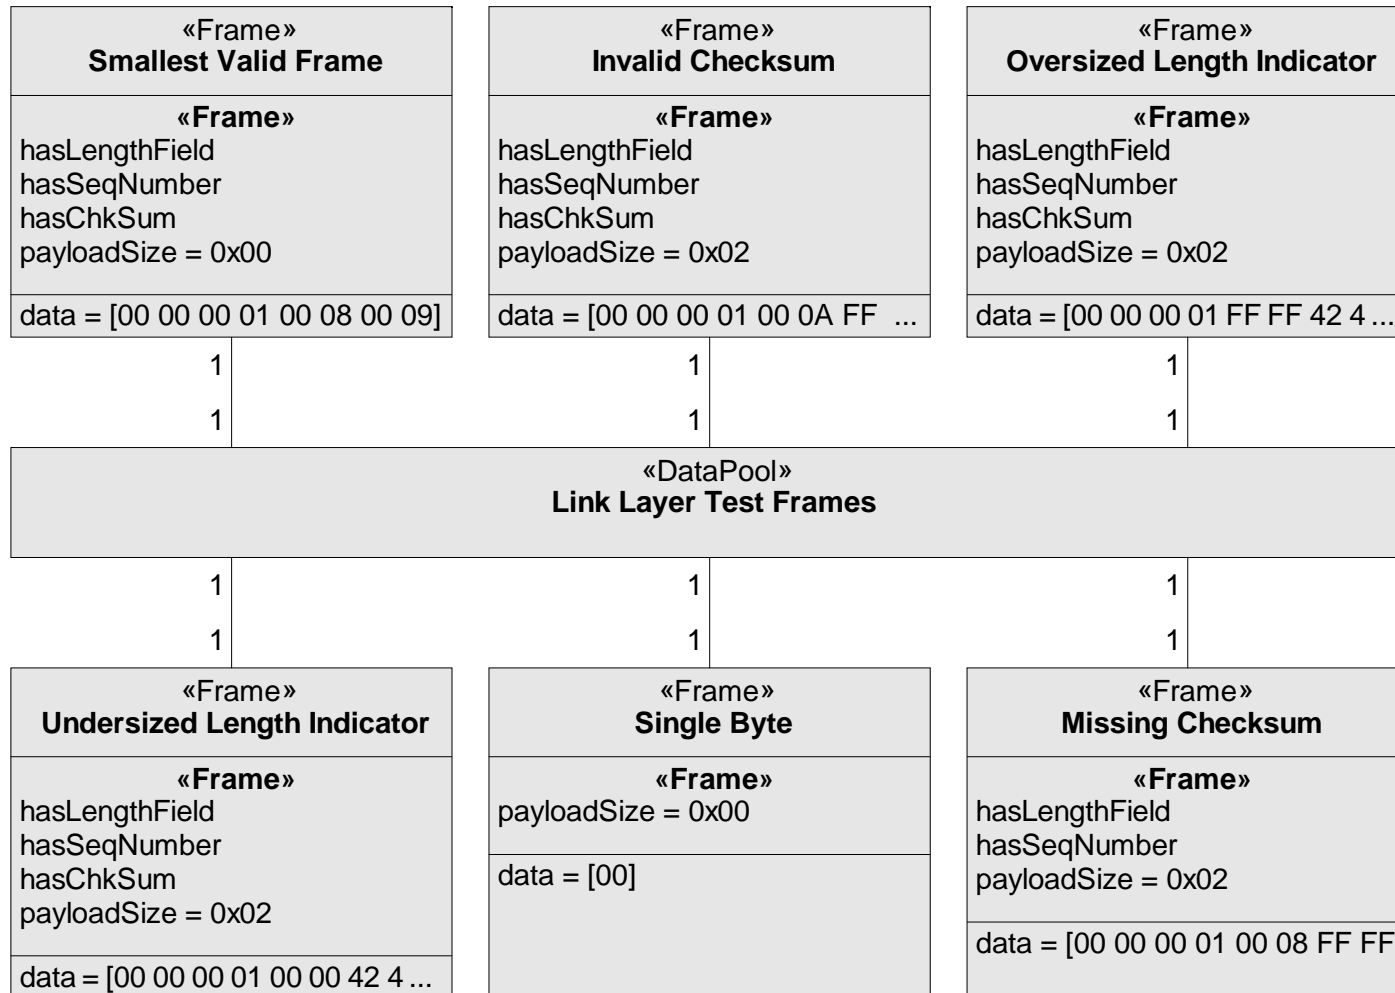 «Frame»
Smallest Valid Frame
«Frame»
hasLengthField
hasSeqNumber
hasChkSum
payloadSize = 0x00
data = [00 00 00 01 00 08 00 09]
«Frame»
Invalid Checksum
«Frame»
hasLengthField
hasSeqNumber
hasChkSum
payloadSize = 0x02
data = [00 00 00 01 00 0A FF ...
«Frame»
Oversized Length Indicator
«Frame»
hasLengthField
hasSeqNumber
hasChkSum
payloadSize = 0x02
data = [00 00 00 01 FF FF 42 4 ...
1
1
1
1
1
1
«DataPool»
Link Layer Test Frames
1
1
1
1
1
1
«Frame»
Undersized Length Indicator
«Frame»
hasLengthField
hasSeqNumber
hasChkSum
payloadSize = 0x02
data = [00 00 00 01 00 00 42 4 ...
«Frame»
Single Byte
«Frame»
payloadSize = 0x00
data = [00]
«Frame»
Missing Checksum
«Frame»
hasLengthField
hasSeqNumber
payloadSize = 0x02
data = [00 00 00 01 00 08 FF FF